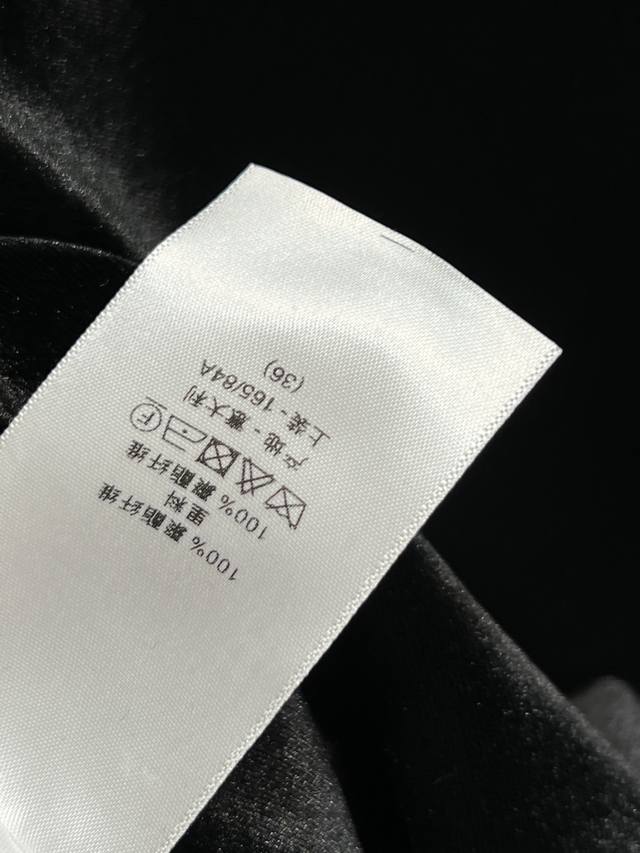 100% 聚酯纤维
里料
100% 聚酯纤维
F
产地 - 意大利
上装 - 165/84A
(36)